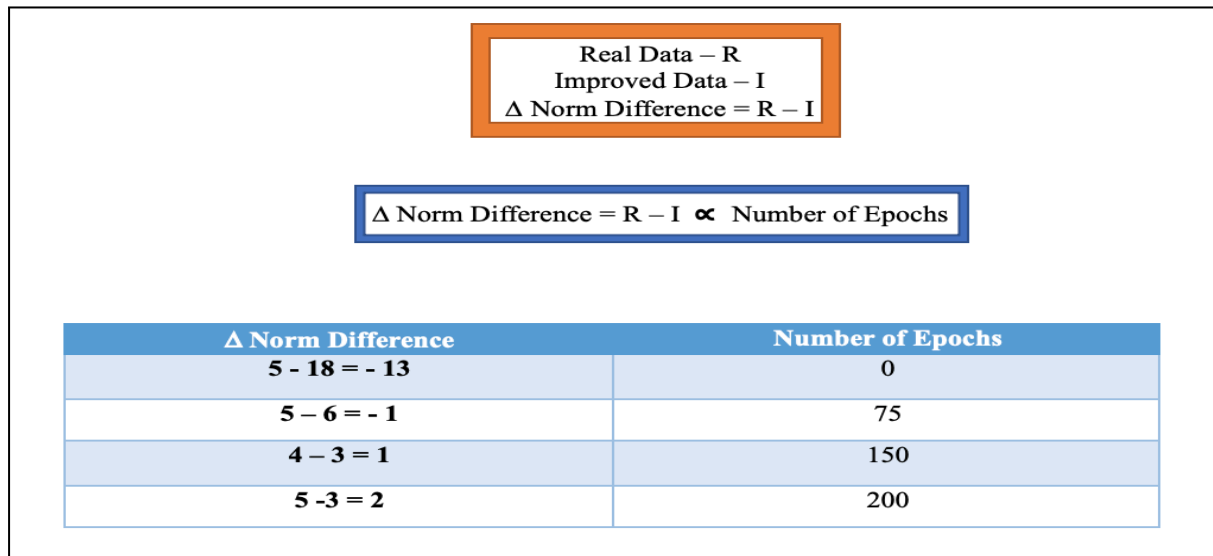 Real Data – R
Improved Data – I
Δ Norm Difference = R – I
Δ Norm Difference = R – I ∝ Number of Epochs
Δ Norm Difference Number of Epochs
5 - 18 = - 13 0
5 – 6 = - 1 75
4 – 3 = 1 150
5 -3 = 2 200